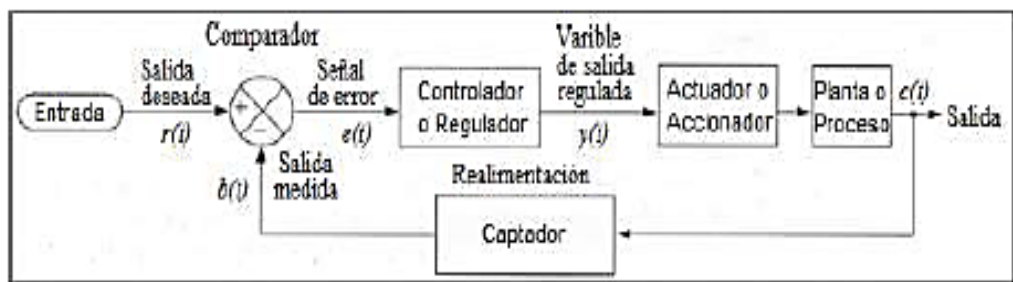 Comparador
Entrada
Salida
deseada
r(t)
+
−
Señal
de error
e(t)
Controlador
o Regulador
Varible
de salida
regulada
y(t)
Actuador o
Accionador
Planta o
Proceso
c(t)
Salida
b(t)
Salida
medida
Realimentación
Captador